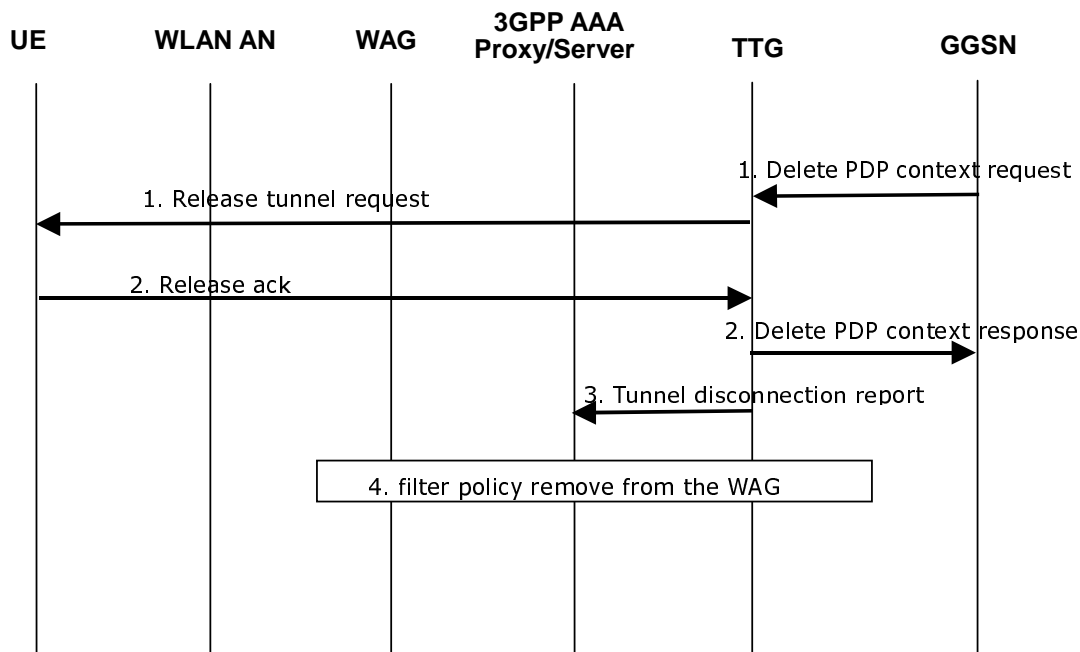 UE
WLAN AN
WAG
3GPP AAA
Proxy/Server
TTG
GGSN
1. Delete PDP context request
1. Release tunnel request
2. Release ack
2. Delete PDP context response
3. Tunnel disconnection report
4. filter policy remove from the WAG